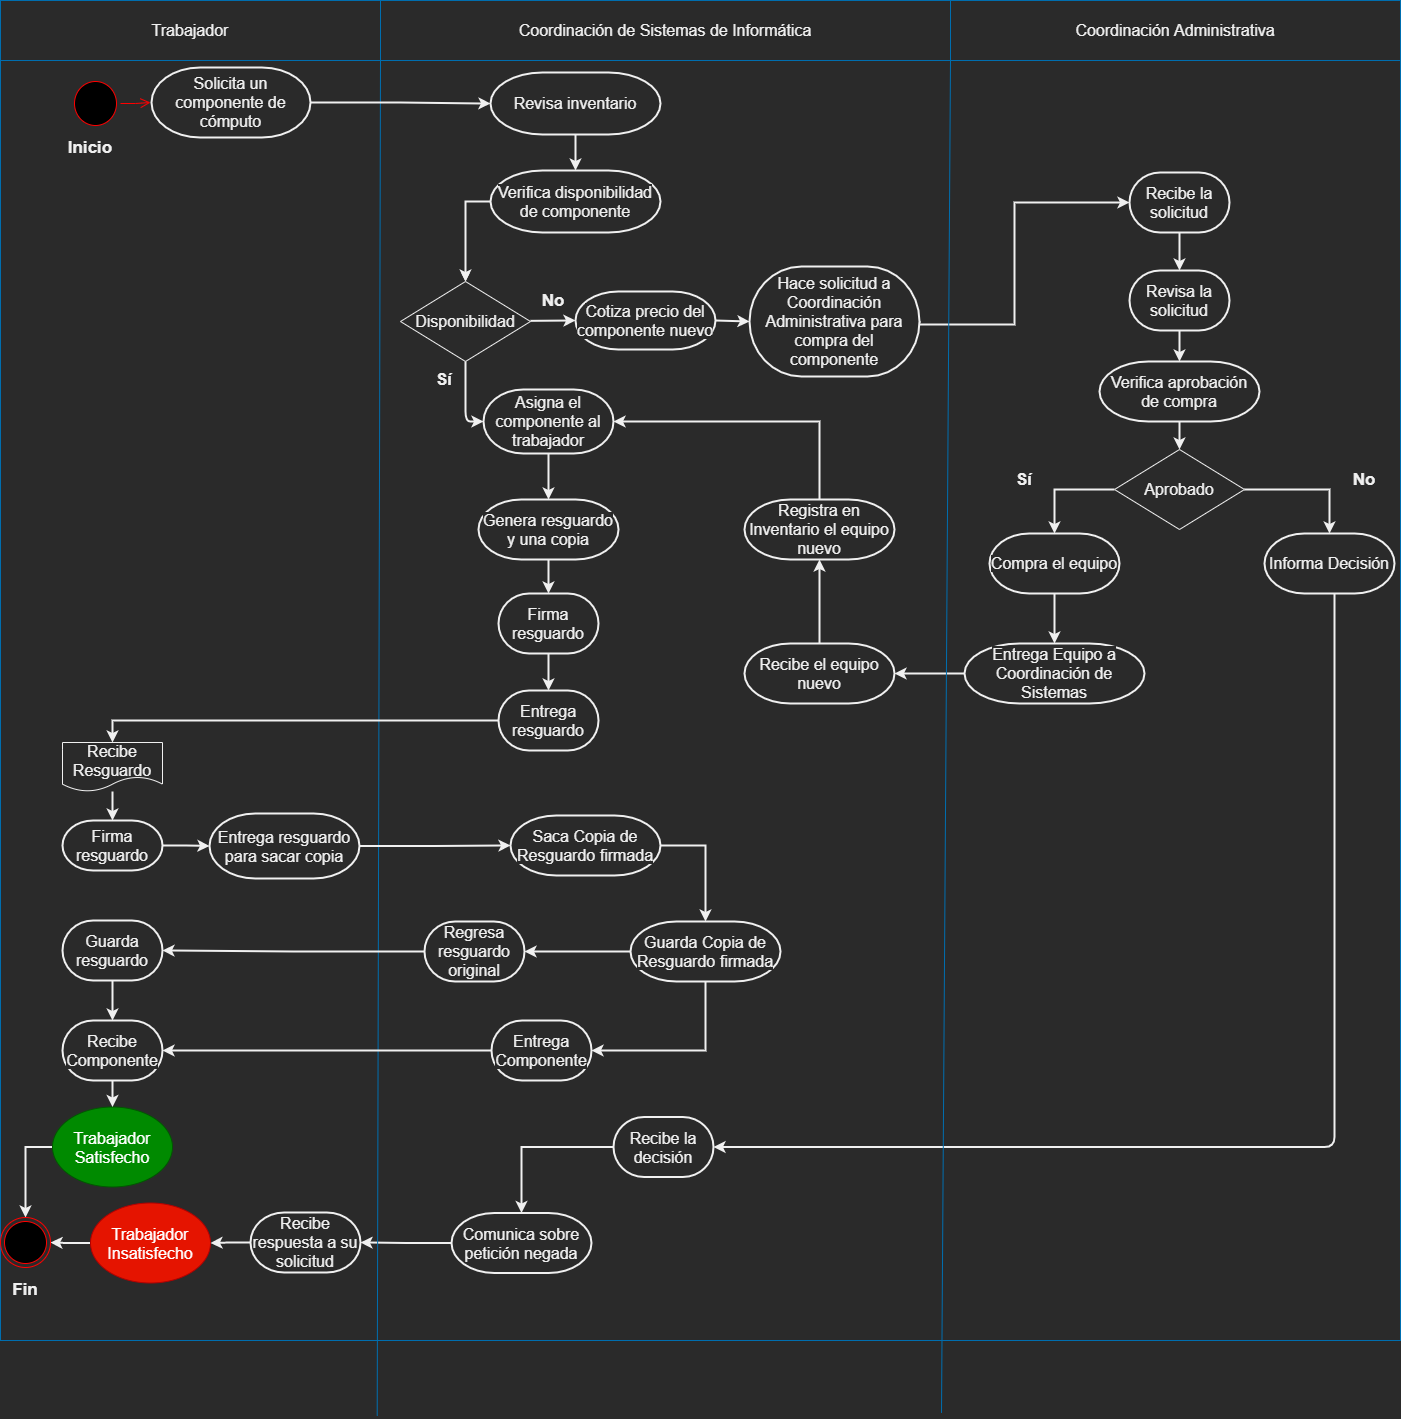 Trabajador
Coordinación de Sistemas de Informática
Coordinación Administrativa
Inicio
Solicita un
componente de
cómputo
Revisa inventario
Verifica disponibilidad
de componente
Disponibilidad
No
Sí
Cotiza precio del
componente nuevo
Hace solicitud a
Coordinación
Administrativa para
compra del
componente
Recibe la
solicitud
Revisa la
solicitud
Verifica aprobación
de compra
Aprobado
Sí
No
Compra el equipo
Informa Decisión
Entrega Equipo a
Coordinación de
Sistemas
Recibe el equipo
nuevo
Registra en
Inventario el equipo
nuevo
Asigna el
componente al
trabajador
Genera resguardo
y una copia
Firma
resguardo
Entrega
resguardo
Recibe
Resguardo
Firma
resguardo
Entrega resguardo
para sacar copia
Saca Copia de
Resguardo firmada
Guarda Copia de
Resguardo firmada
Regresa
resguardo
original
Guarda
resguardo
Entrega
Componente
Recibe
Componente
Trabajador
Satisfecho
Recibe la
decisión
Comunica sobre
petición negada
Recibe
respuesta a su
solicitud
Trabajador
Insatisfecho
Fin